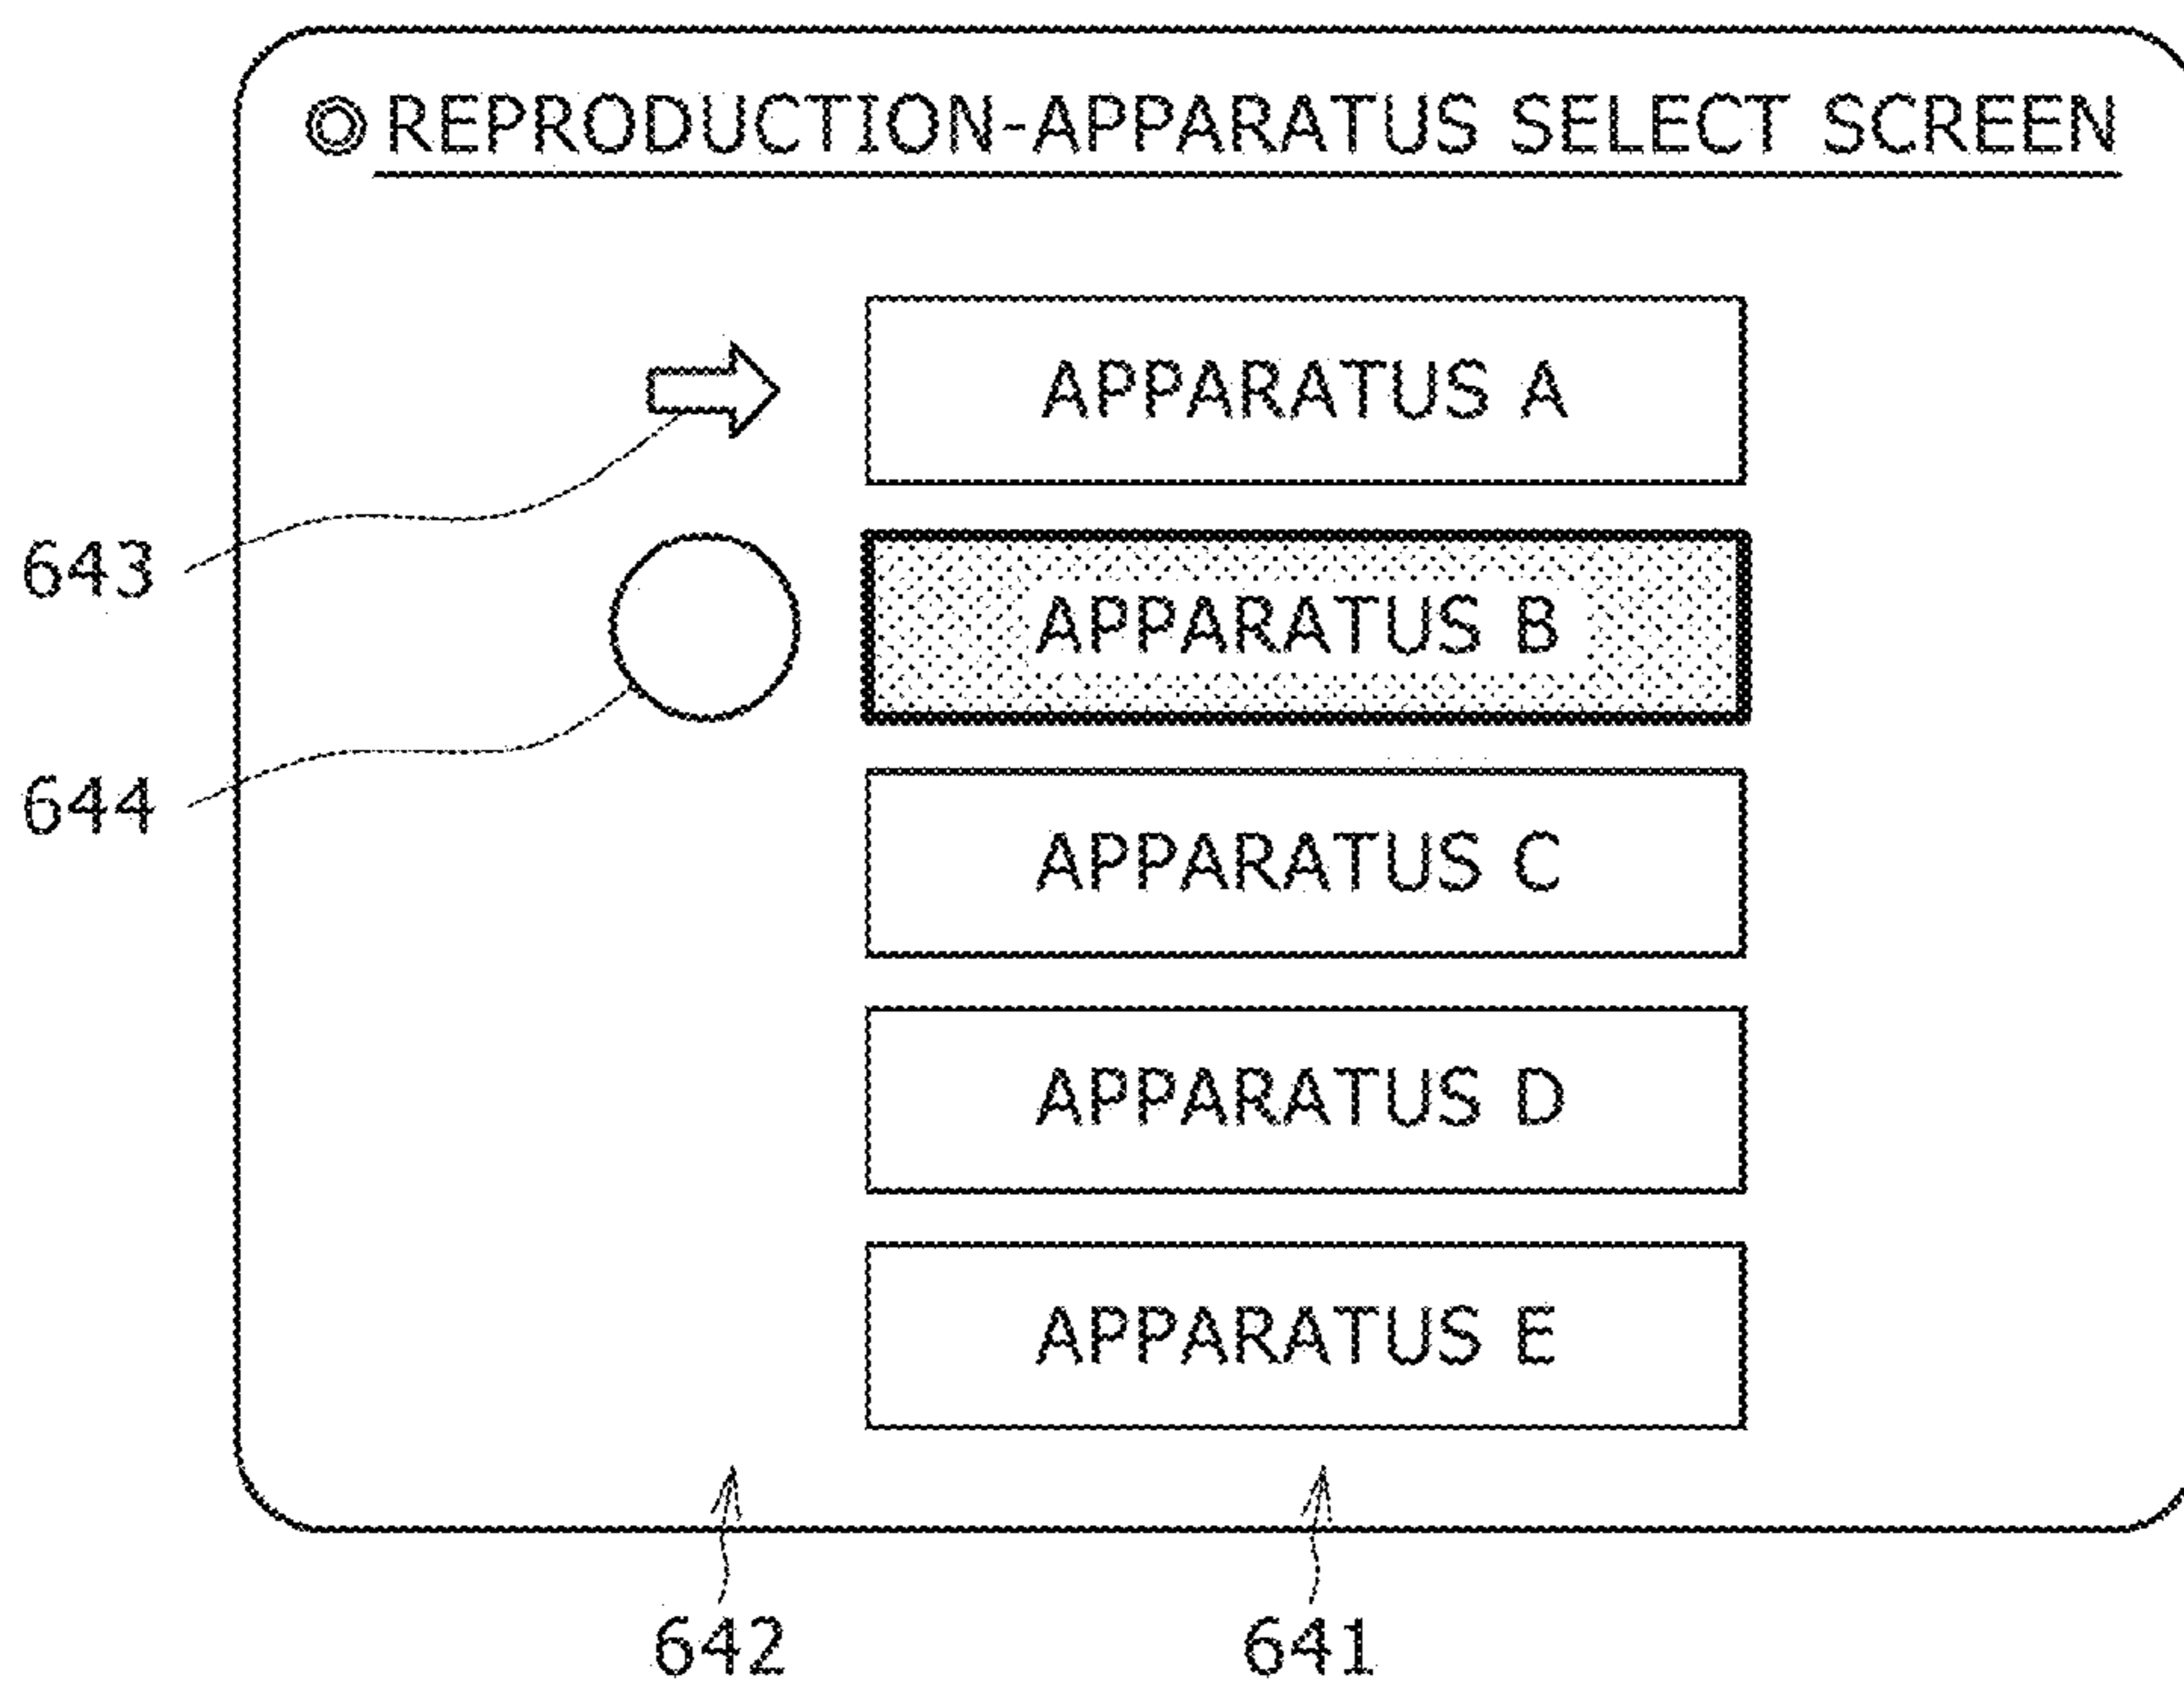 ◎ REPRODUCTION-APPARATUS SELECT SCREEN
APPARATUS A
643
APPARATUS B
644
APPARATUS C
APPARATUS D
APPARATUS E
642 641